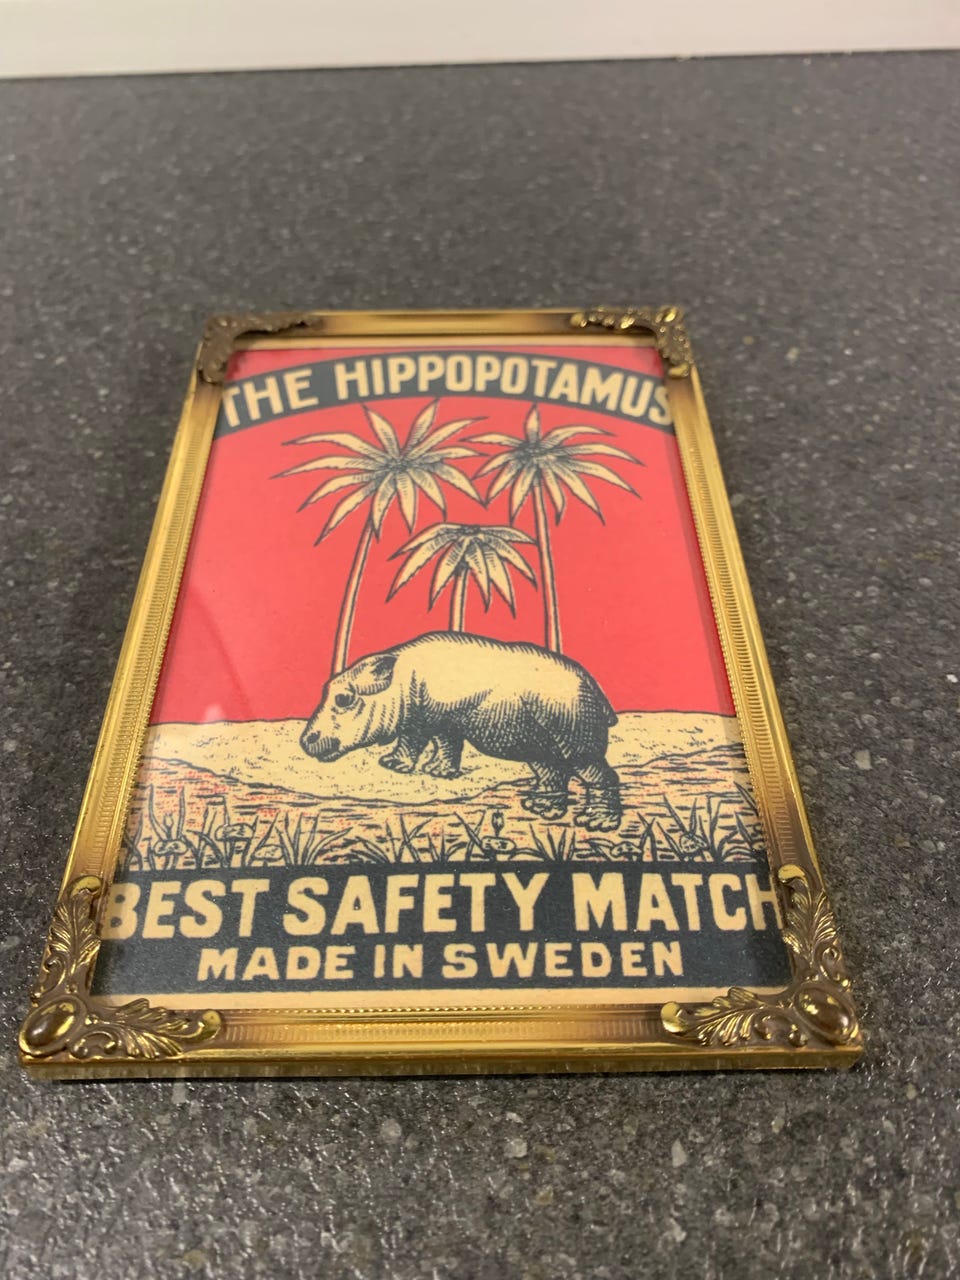 THE HIPPOPOTAMUS
BEST SAFETY MATCH
MADE IN SWEDEN